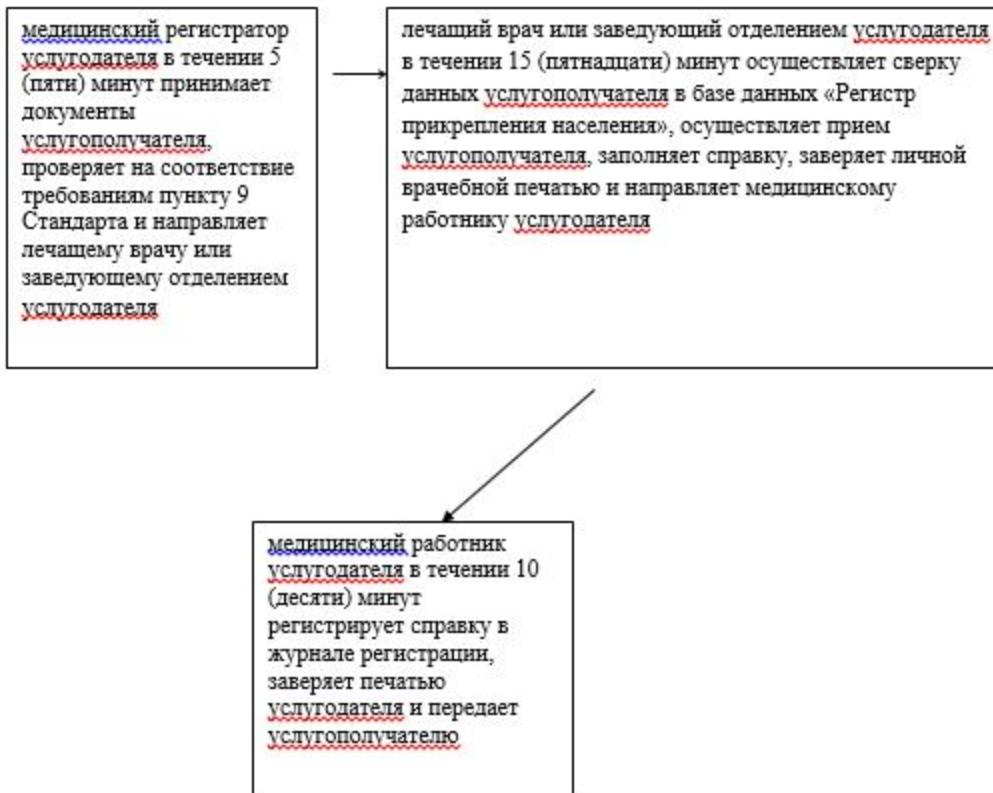 медицинский регистратор
услугодателя в течении 5
(пяти) минут принимает
документы
услугополучателя,
проверяет на соответствие
требованиям пункту 9
Стандарта и направляет
лечащему врачу или
заведующему отделением
услугодателя
лечащий врач или заведующий отделением услугодателя
в течении 15 (пятнадцати) минут осуществляет сверку
данных услугополучателя в базе данных «Регистр
прикрепления населения», осуществляет прием
услугополучателя, заполняет справку, заверяет личной
врачебной печатью и направляет медицинскому
работнику услугодателя
медицинский работник
услугодателя в течении 10
(десяти) минут
регистрирует справку в
журнале регистрации,
заверяет печатью
услугодателя и передает
услугополучателю